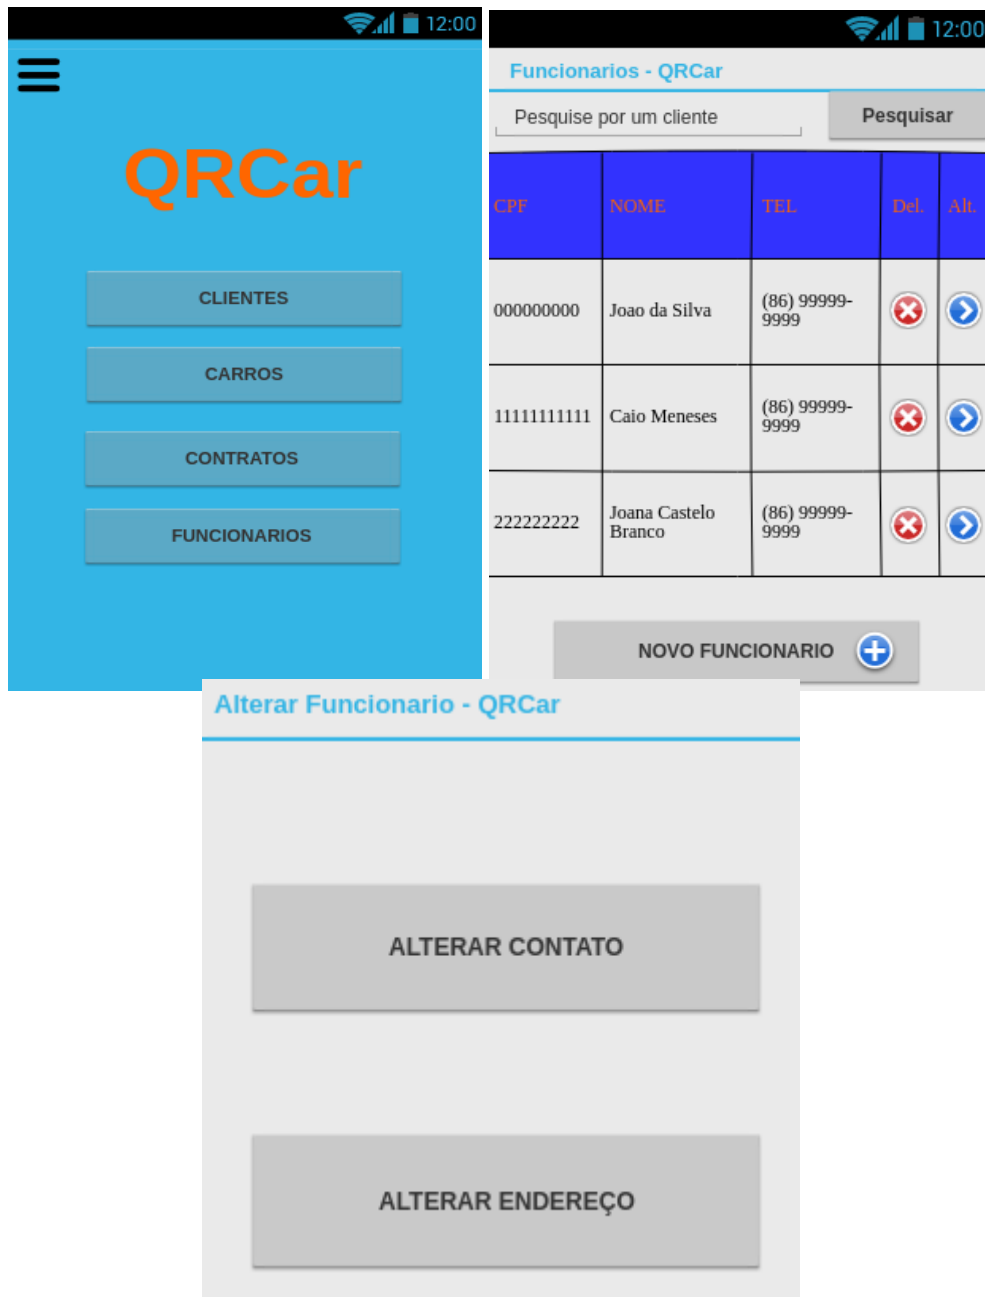 12:00
QRCar
CLIENTES
CARROS
CONTRATOS
FUNCIONARIOS
12:00
Funcionarios - QRCar
Pesquise por um cliente
Pesquisar
CPF NOME TEL Del. Alt.
000000000 Joao da Silva (86) 99999-
9999
11111111111 Caio Meneses (86) 99999-
9999
222222222 Joana Castelo (86) 99999-
Branco 9999
NOVO FUNCIONARIO
Alterar Funcionario - QRCar
ALTERAR CONTATO
ALTERAR ENDEREÇO